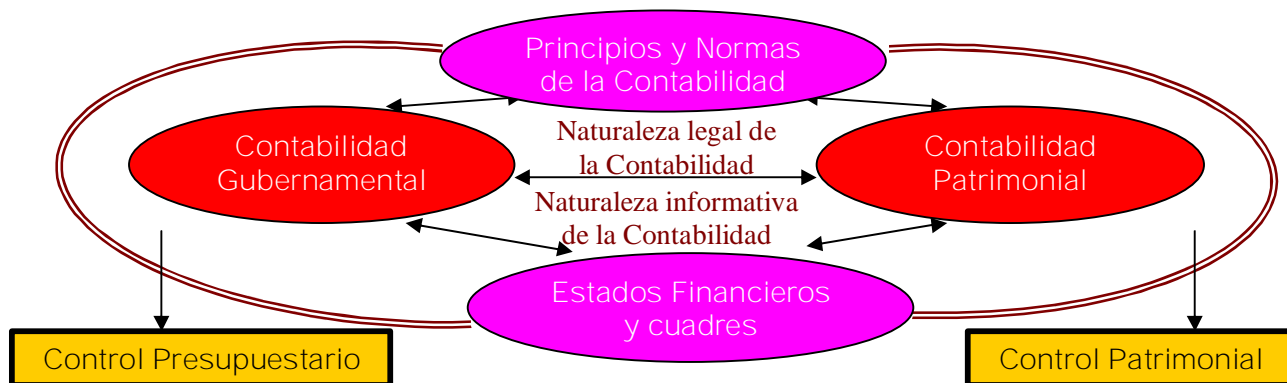 Principios y Normas
de la Contabilidad
Contabilidad
Gubernamental
Naturaleza legal de
la Contabilidad
Contabilidad
Patrimonial
Naturaleza informativa
de la Contabilidad
Estados Financieros
y cuadres
Control Presupuestario
Control Patrimonial